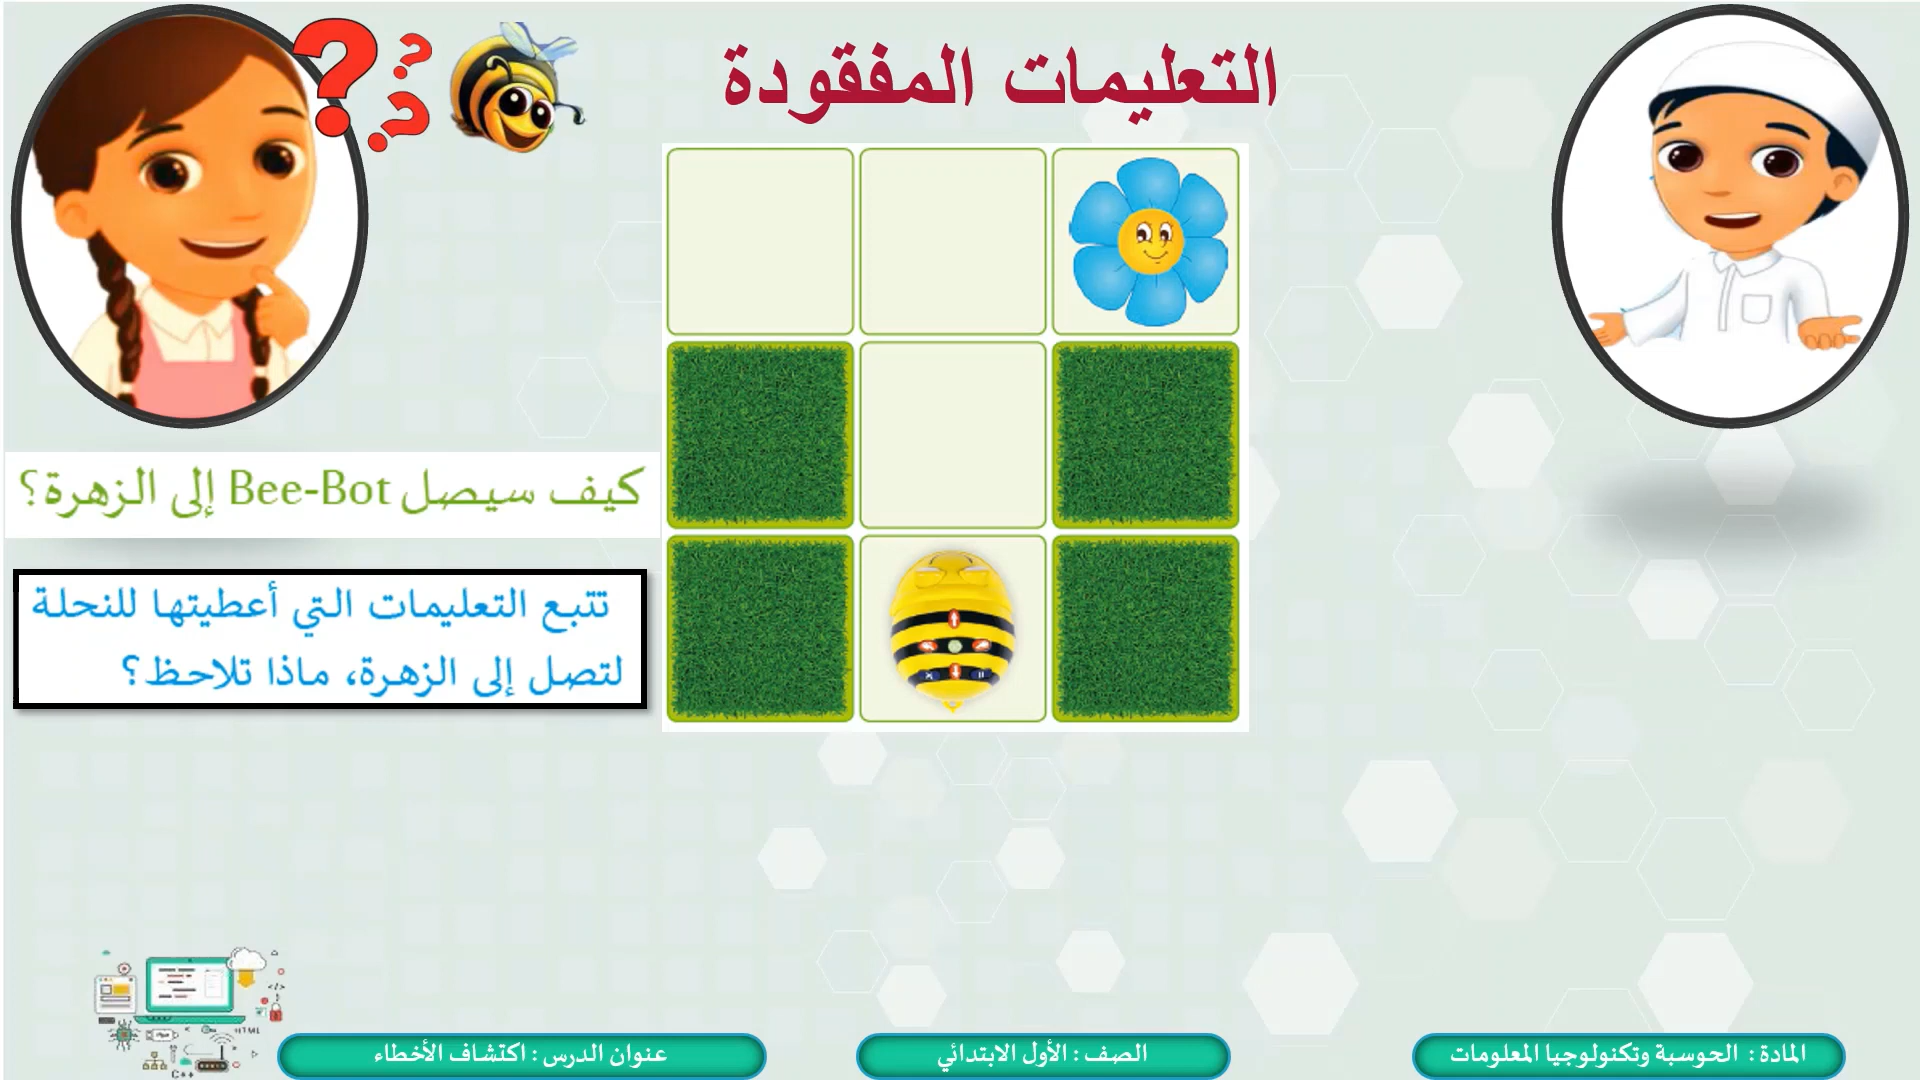 التعليمات المفقودة
كيف سيصل Bee-Bot إلى الزهرة؟
تتبع التعليمات التي أعطيتها للنحلة
لتصل إلى الزهرة، ماذا تلاحظ؟
HTML
C++
المادة : الحوسبة وتكنولوجيا المعلومات
الصف : الأول الابتدائي
عنوان الدرس : اكتشاف الأخطاء